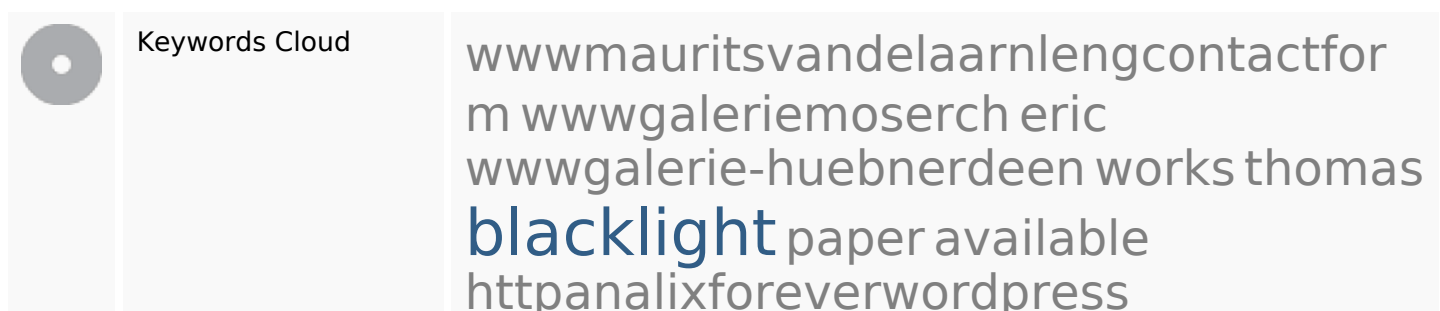 Keywords Cloud
wwwmauritsvandelaarnlengcontactfor
m wwwgaleriemoserch eric
wwwgalerie-huebnerdeen works thomas
blacklight paper available
httpanalixforeverwordpress